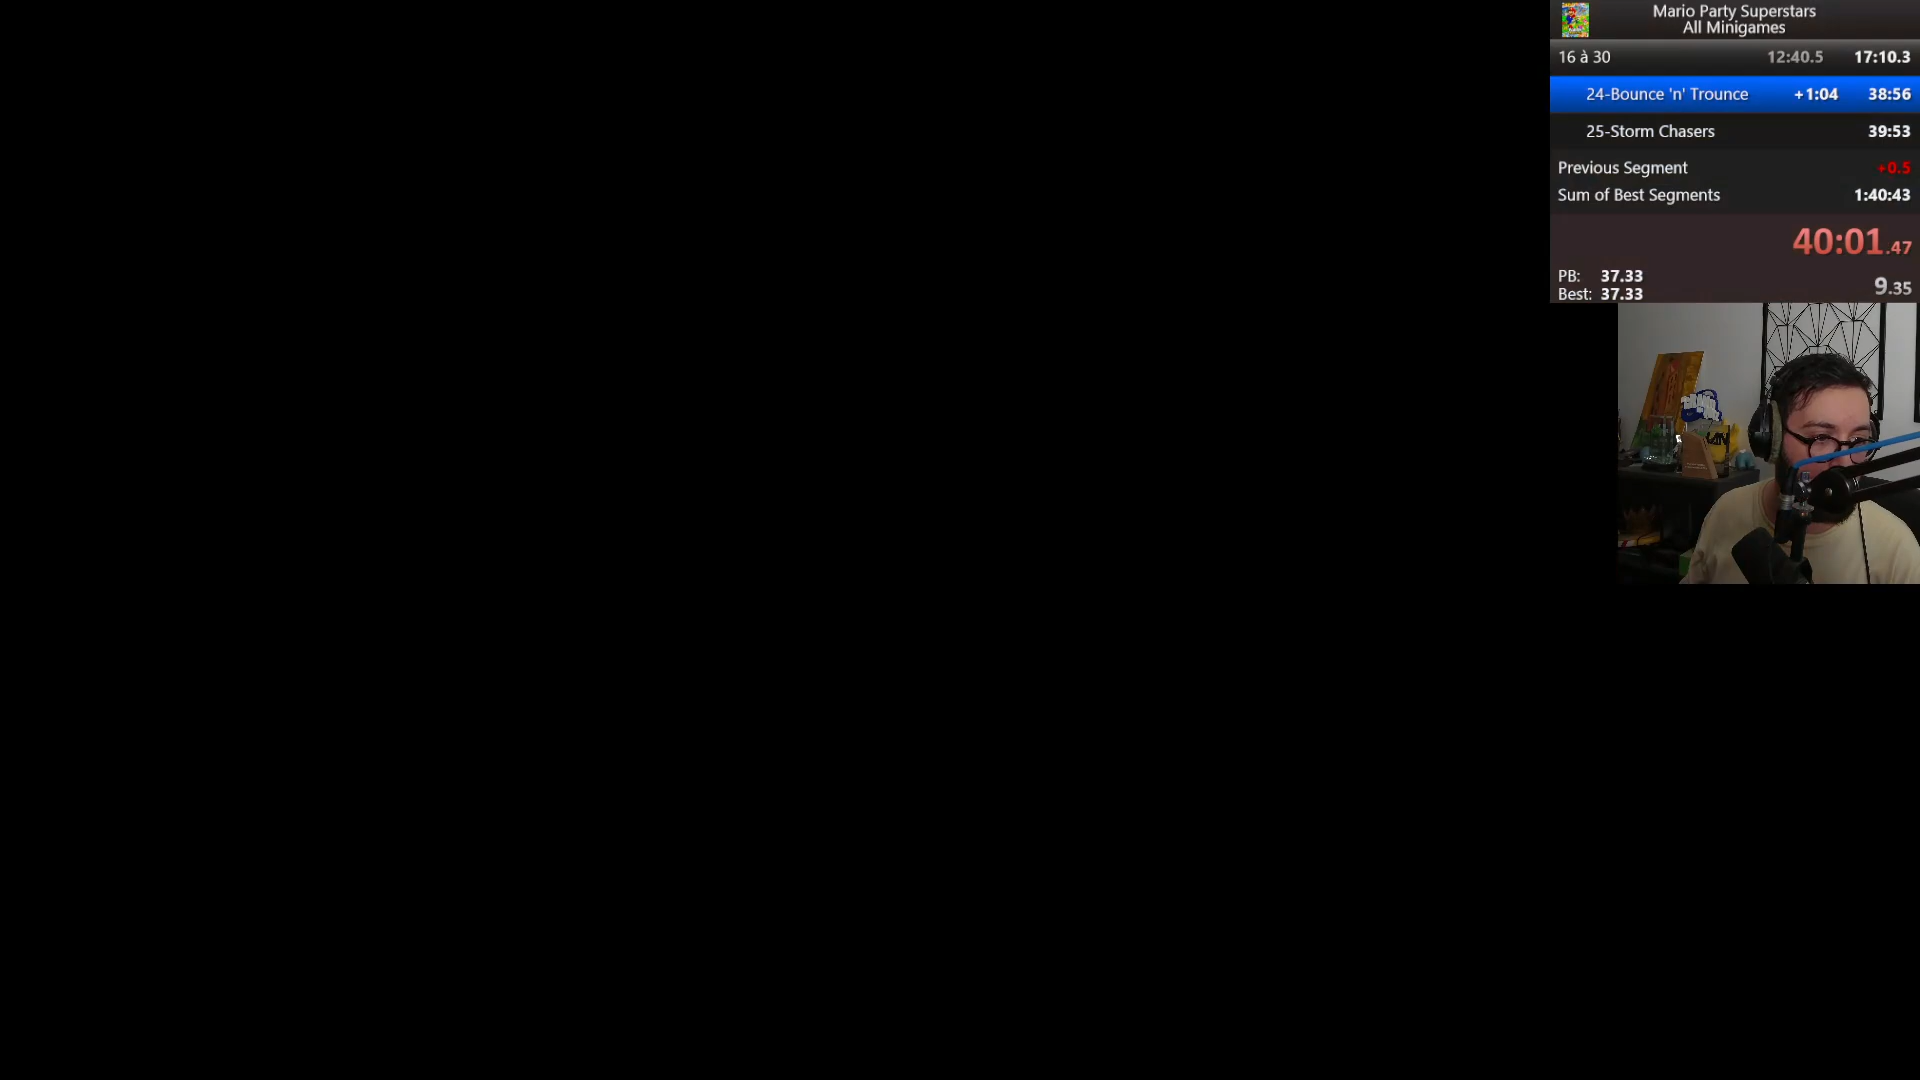 Mario Party Superstars
All Minigames
16 à 30 12:40.5 17:10.3
24-Bounce 'n' Trounce +1:04 38:56
25-Storm Chasers 39:53
Previous Segment +0.5
Sum of Best Segments 1:40:43
40:01.47
PB: 37.33
Best: 37.33
9.35